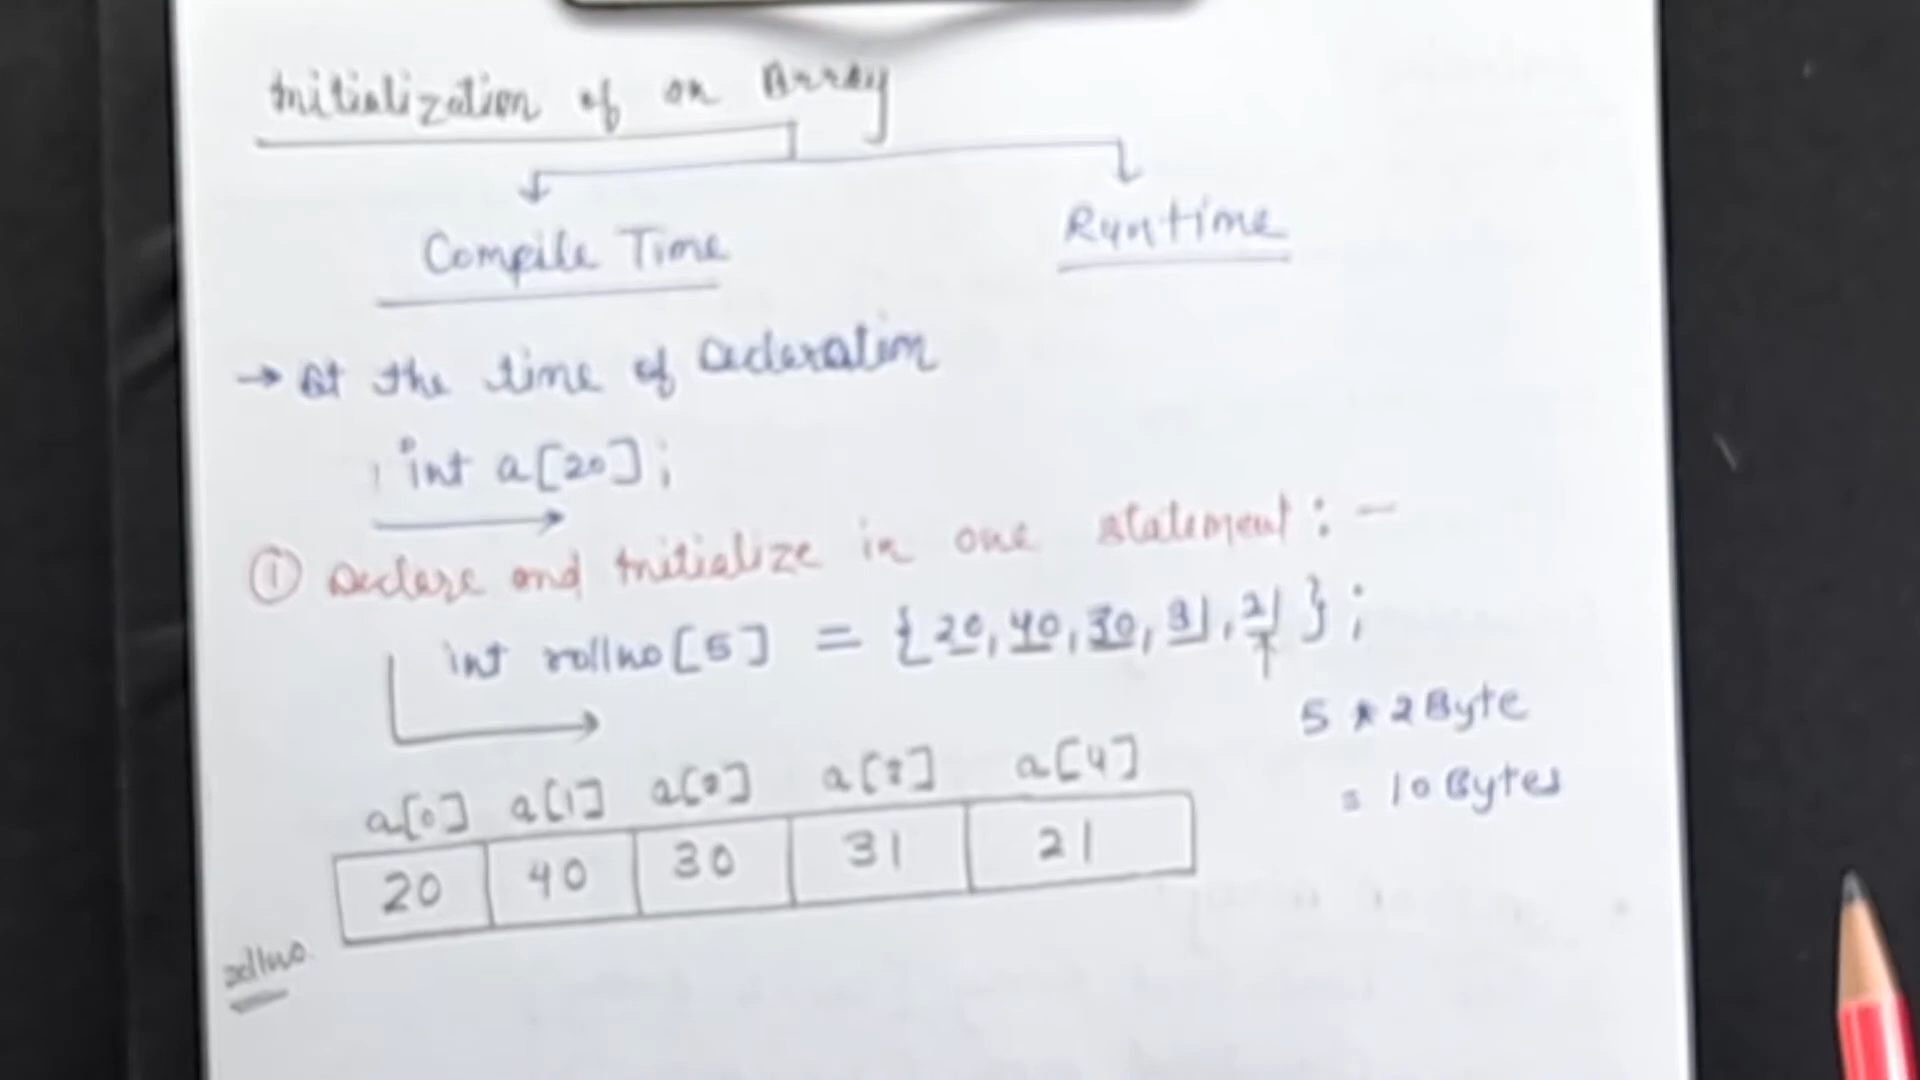 Initialization of an Array
Compile Time
Runtime
→ At the time of Declaration
int a[20];
① Declare and Initialize in one statement : -
int rollno[5] = {20, 40, 30, 31, 21};
5 * 2 Byte
= 10 Bytes
a[0] a[1] a[2] a[3] a[4]
20 40 30 31 21
rollno.